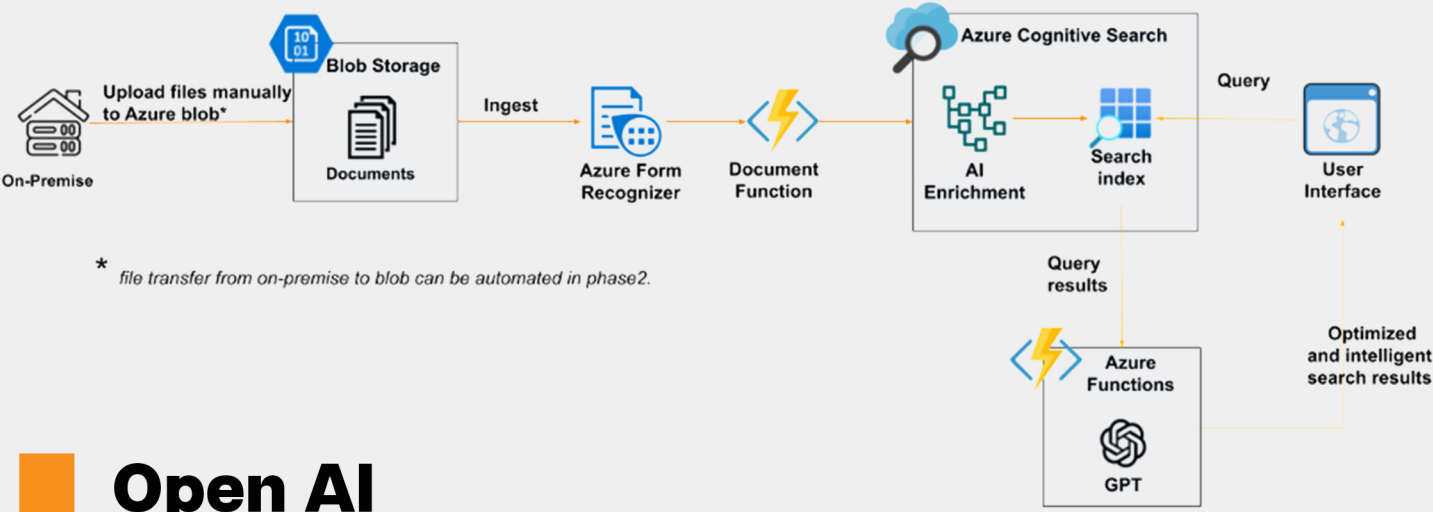 10
01
Blob Storage
Documents
Upload files manually
to Azure blob*
On-Premise
Ingest
Azure Form
Recognizer
Document
Function
Azure Cognitive Search
AI
Enrichment
Search
index
Query
User
Interface
* file transfer from on-premise to blob can be automated in phase2.
Query
results
Azure
Functions
GPT
Optimized
and intelligent
search results
Open AI